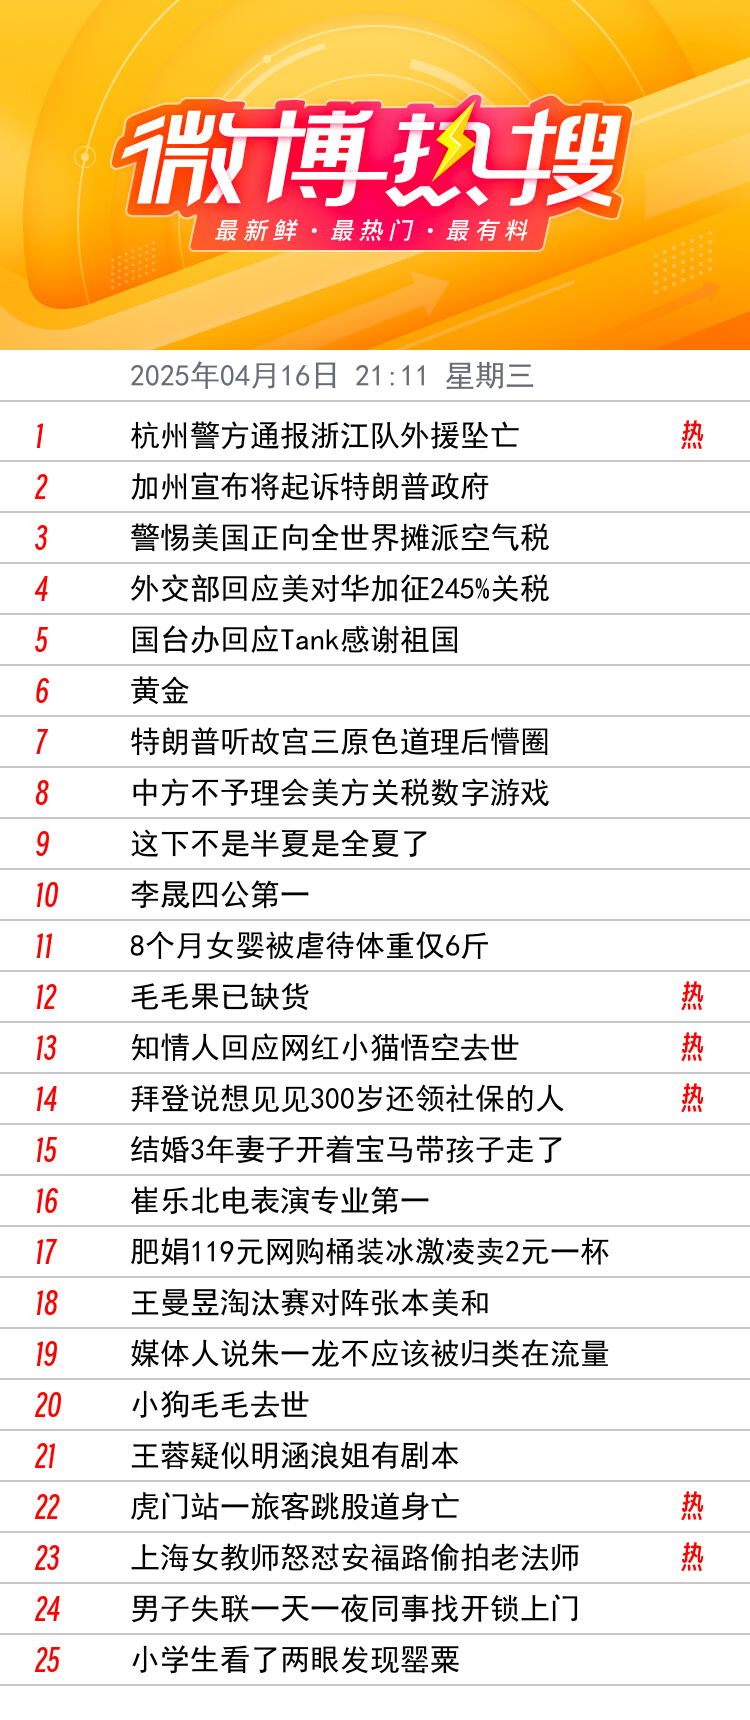 微博热搜
最新鲜·最热门·最有料
2025年04月16日 21:11 星期三
1 杭州警方通报浙江队外援坠亡 热
2 加州宣布将起诉特朗普政府
3 警惕美国正向全世界摊派空气税
4 外交部回应美对华加征245%关税
5 国台办回应Tank感谢祖国
6 黄金
7 特朗普听故宫三原色道理后懵圈
8 中方不予理会美方关税数字游戏
9 这下不是半夏是全夏了
10 李晟四公第一
11 8个月女婴被虐待体重仅6斤
12 毛毛果已缺货 热
13 知情人回应网红小猫悟空去世 热
14 拜登说想见见300岁还领社保的人 热
15 结婚3年妻子开着宝马带孩子走了
16 崔乐北电表演专业第一
17 肥娟119元网购桶装冰激凌卖2元一杯
18 王曼昱淘汰赛对阵张本美和
19 媒体人说朱一龙不应该被归类在流量
20 小狗毛毛去世
21 王蓉疑似明涵浪姐有剧本
22 虎门站一旅客跳股道身亡 热
23 上海女教师怒怼安福路偷拍老法师 热
24 男子失联一天一夜同事找开锁上门
25 小学生看了两眼发现罂粟